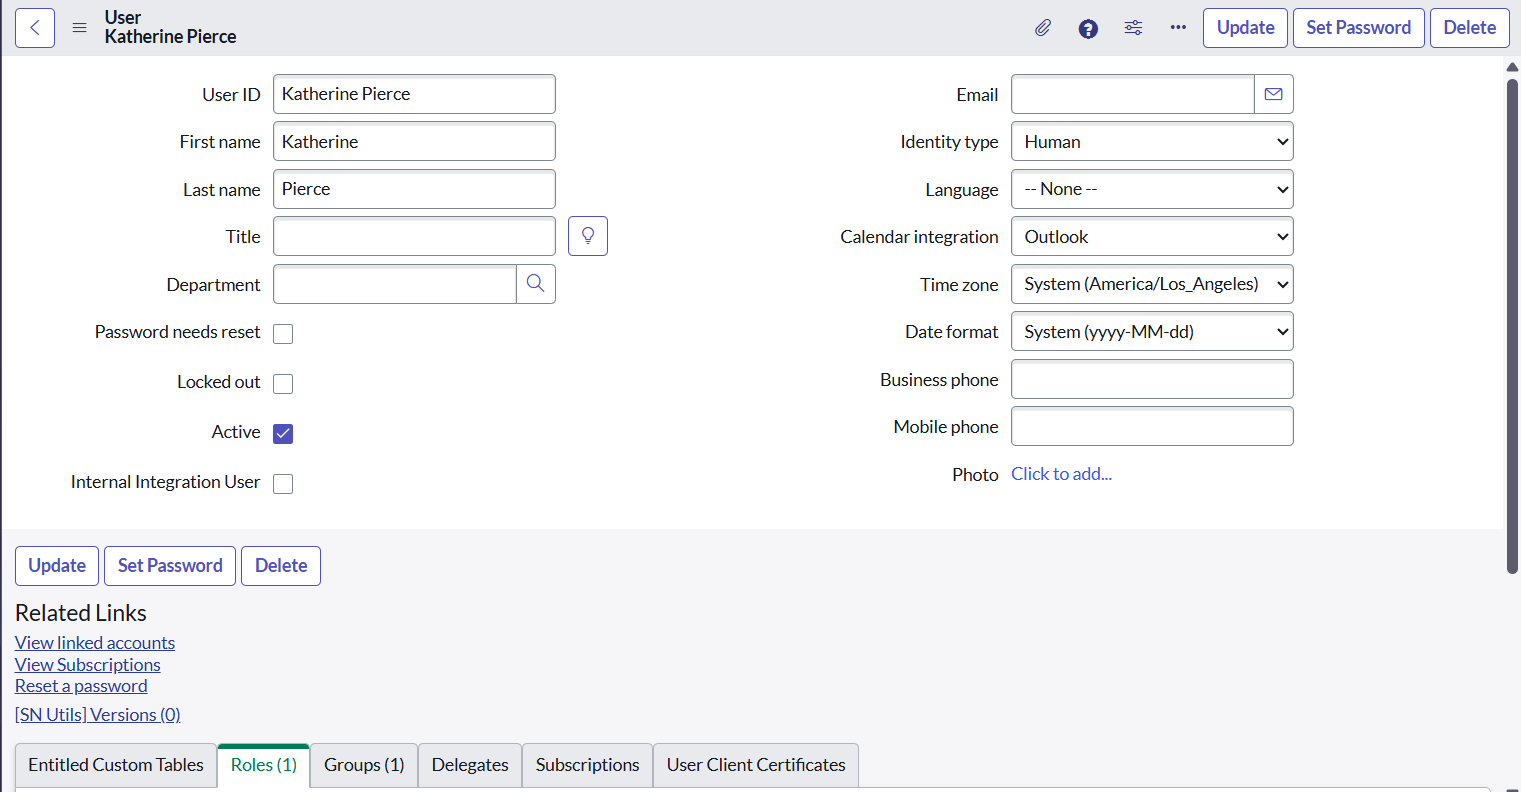 User
Katherine Pierce
Update
Set Password
Delete
User ID
Katherine Pierce
First name
Katherine
Last name
Pierce
Title
Department
Password needs reset
Locked out
Active
Internal Integration User
Email
Identity type
Human
Language
-- None --
Calendar integration
Outlook
Time zone
System (America/Los_Angeles)
Date format
System (yyyy-MM-dd)
Business phone
Mobile phone
Photo
Click to add...
Update
Set Password
Delete
Related Links
View linked accounts
View Subscriptions
Reset a password
[SN Utils] Versions (0)
Entitled Custom Tables
Roles (1)
Groups (1)
Delegates
Subscriptions
User Client Certificates